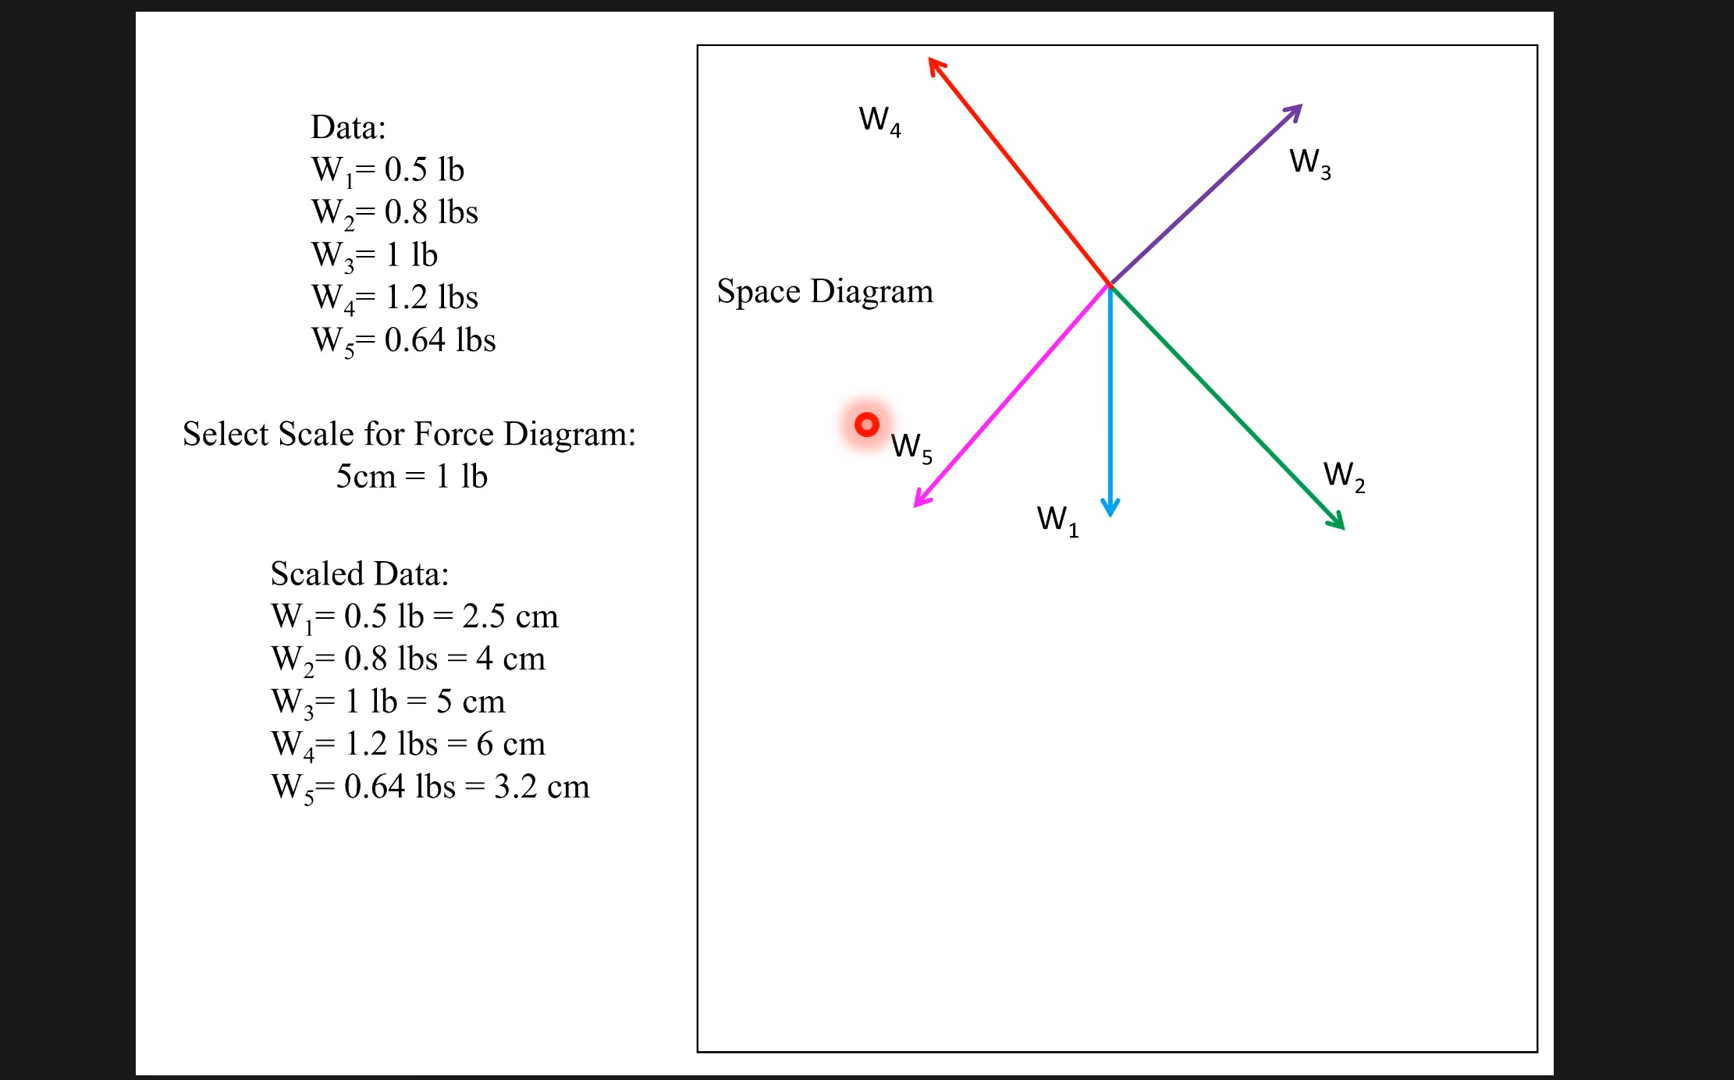 Data:
W₁= 0.5 lb
W₂= 0.8 lbs
W₃= 1 lb
W₄= 1.2 lbs
W₅= 0.64 lbs
Select Scale for Force Diagram:
5cm = 1 lb
Scaled Data:
W₁= 0.5 lb = 2.5 cm
W₂= 0.8 lbs = 4 cm
W₃= 1 lb = 5 cm
W₄= 1.2 lbs = 6 cm
W₅= 0.64 lbs = 3.2 cm
W₄
W₃
Space Diagram
W₅
W₂
W₁